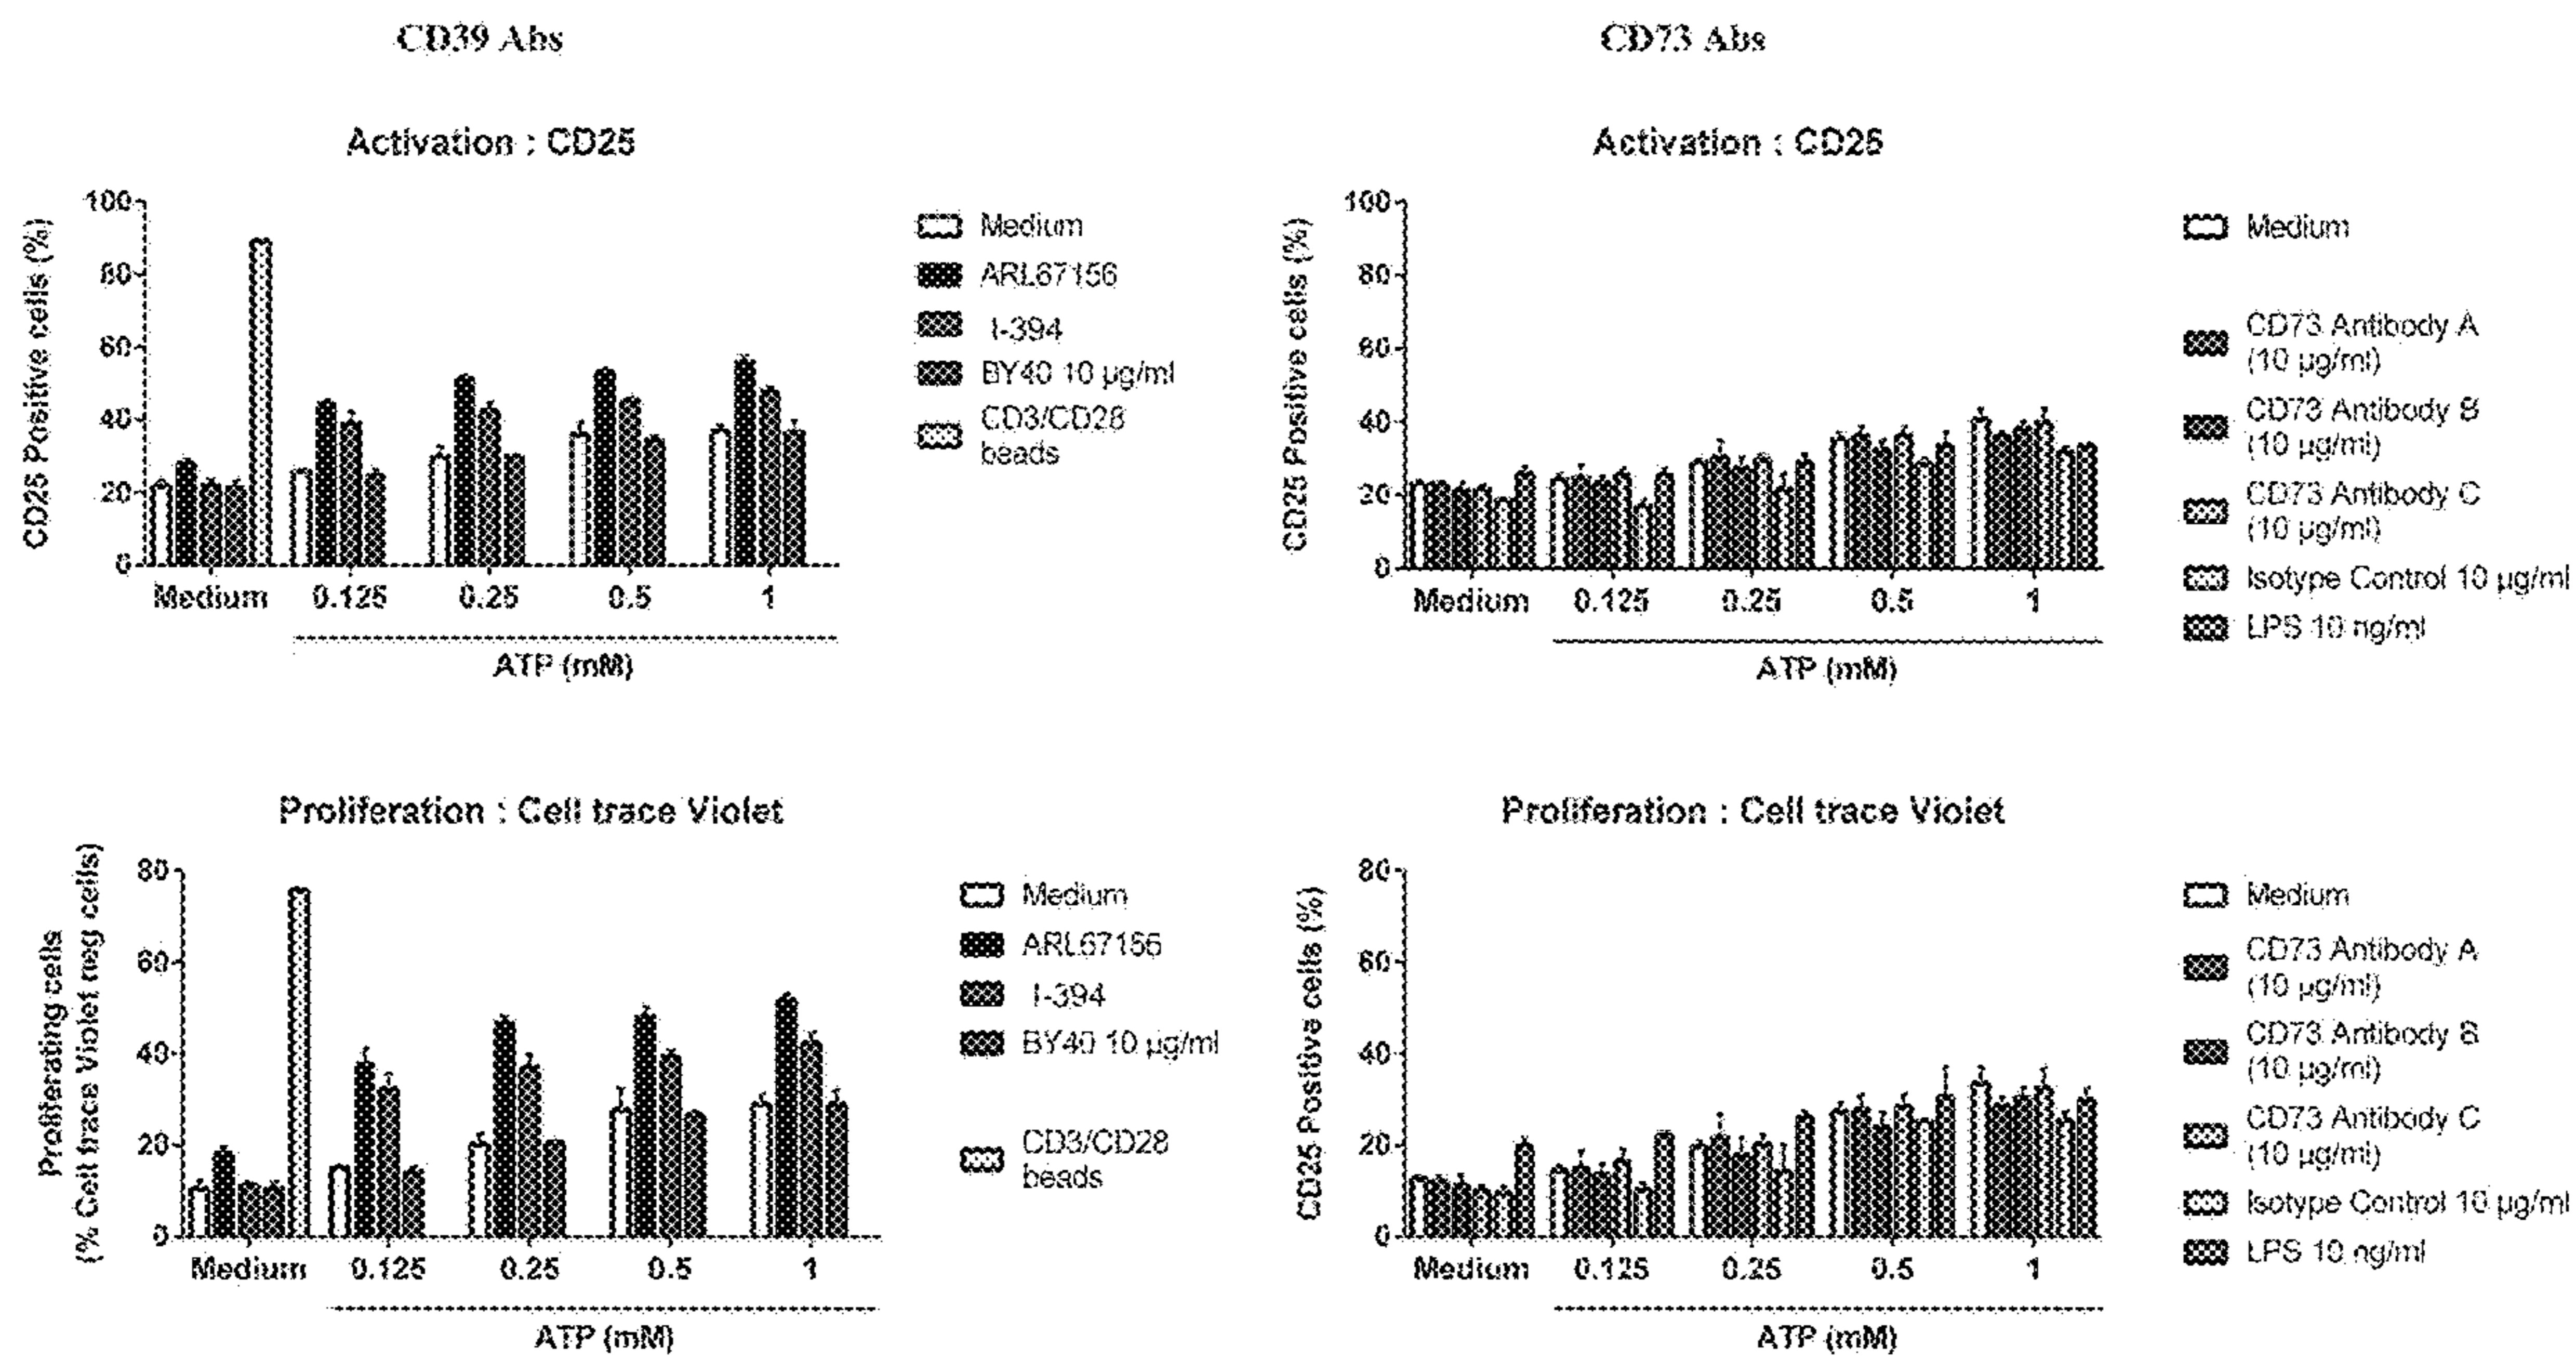 CD39 Abs
Activation : CD25
CD25 Positive cells (%)
100
80
60
40
20
0
Medium 0.125 0.25 0.5 1
ATP (mM)
Medium
ARL67156
I-394
BY40 10 µg/ml
CD3/CD28
beads
CD73 Abs
Activation : CD25
CD25 Positive cells (%)
100
80
60
40
20
0
Medium 0.125 0.25 0.5 1
ATP (mM)
Medium
CD73 Antibody A
(10 µg/ml)
CD73 Antibody B
(10 µg/ml)
CD73 Antibody C
(10 µg/ml)
Isotype Control 10 µg/ml
LPS 10 ng/ml
Proliferation : Cell trace Violet
Proliferating cells
(% Cell trace Violet neg cells)
80
60
40
20
0
Medium 0.125 0.25 0.5 1
ATP (mM)
Medium
ARL67156
I-394
BY40 10 µg/ml
CD3/CD28
beads
Proliferation : Cell trace Violet
CD25 Positive cells (%)
80
60
40
20
0
Medium 0.125 0.25 0.5 1
ATP (mM)
Medium
CD73 Antibody A
(10 µg/ml)
CD73 Antibody B
(10 µg/ml)
CD73 Antibody C
(10 µg/ml)
Isotype Control 10 µg/ml
LPS 10 ng/ml